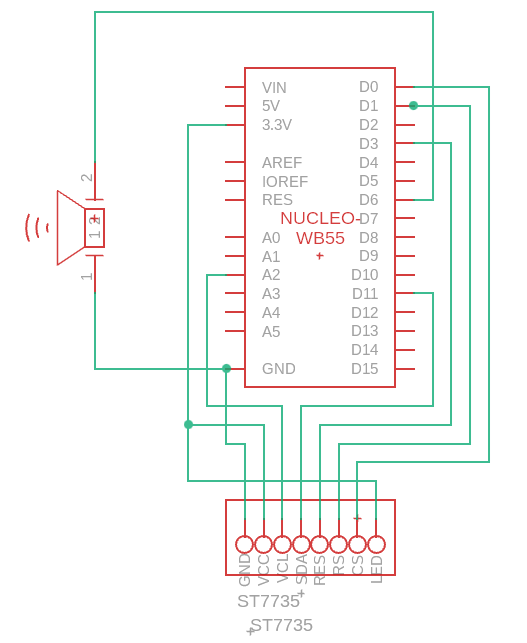 VIN D0
5V D1
3.3V D2
D3
AREF D4
IOREF D5
RES D6
NUCLEO- D7
A0 WB55 D8
A1 D9
A2 D10
A3 D11
A4 D12
A5 D13
D14
GND D15
2
1
GND VCC VCL SDA RES RS CS LED
ST7735
ST7735